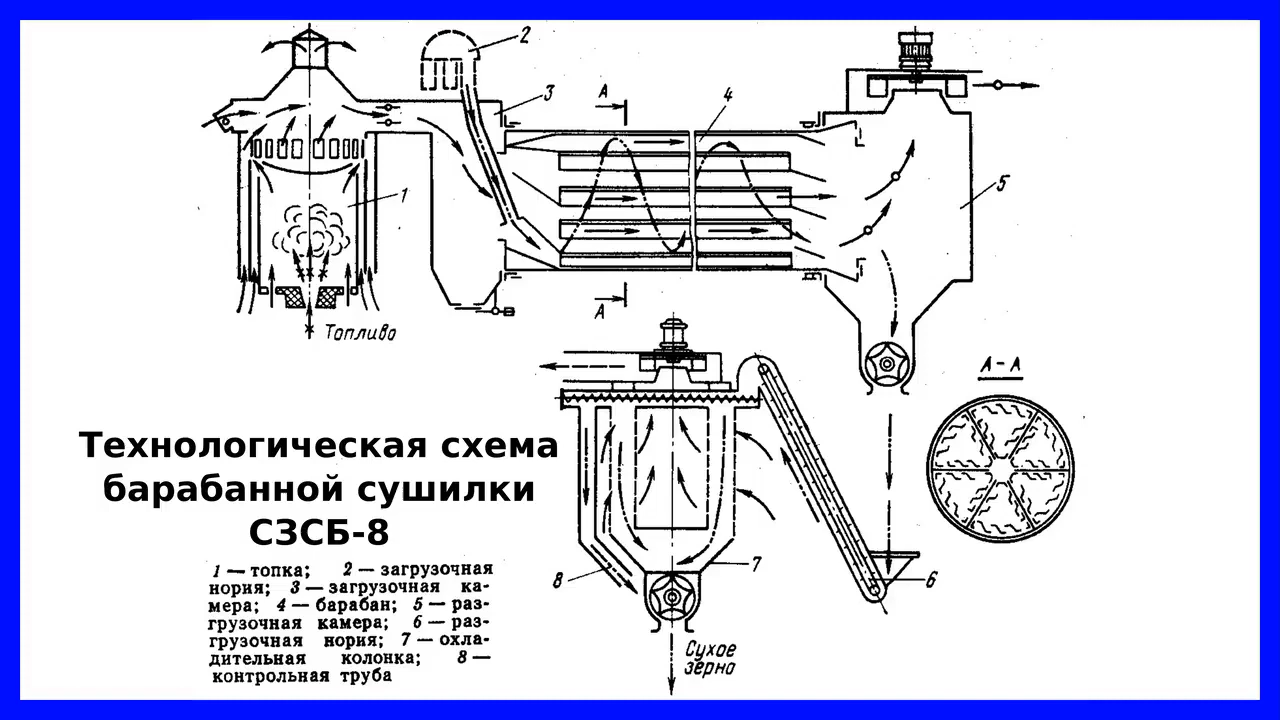 2
А
3
4
1
5
А
Топливо
А-А
Технологическая схема
барабанной сушилки
СЗСБ-8
1 — топка; 2 — загрузочная
нория; 3 — загрузочная ка-
мера; 4 — барабан; 5 — раз-
грузочная камера; 6 — раз-
грузочная нория; 7 — охла-
дительная колонка; 8 —
контрольная труба
8
7
6
Сухое
зерно